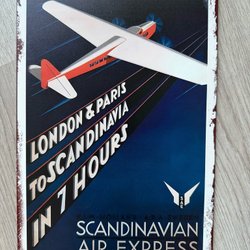 LONDON & PARIS
TO SCANDINAVIA
IN 7 HOURS
SCANDINAVIAN
AIR EXPRESS